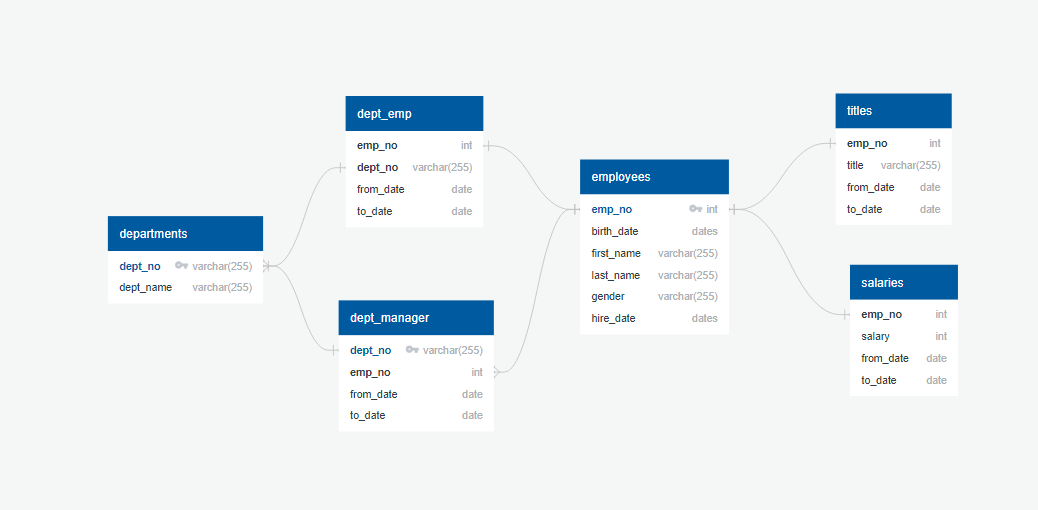 dept_emp
emp_no int
dept_no varchar(255)
from_date date
to_date date
departments
dept_no varchar(255)
dept_name varchar(255)
dept_manager
dept_no varchar(255)
emp_no int
from_date date
to_date date
employees
emp_no int
birth_date dates
first_name varchar(255)
last_name varchar(255)
gender varchar(255)
hire_date dates
titles
emp_no int
title varchar(255)
from_date date
to_date date
salaries
emp_no int
salary int
from_date date
to_date date